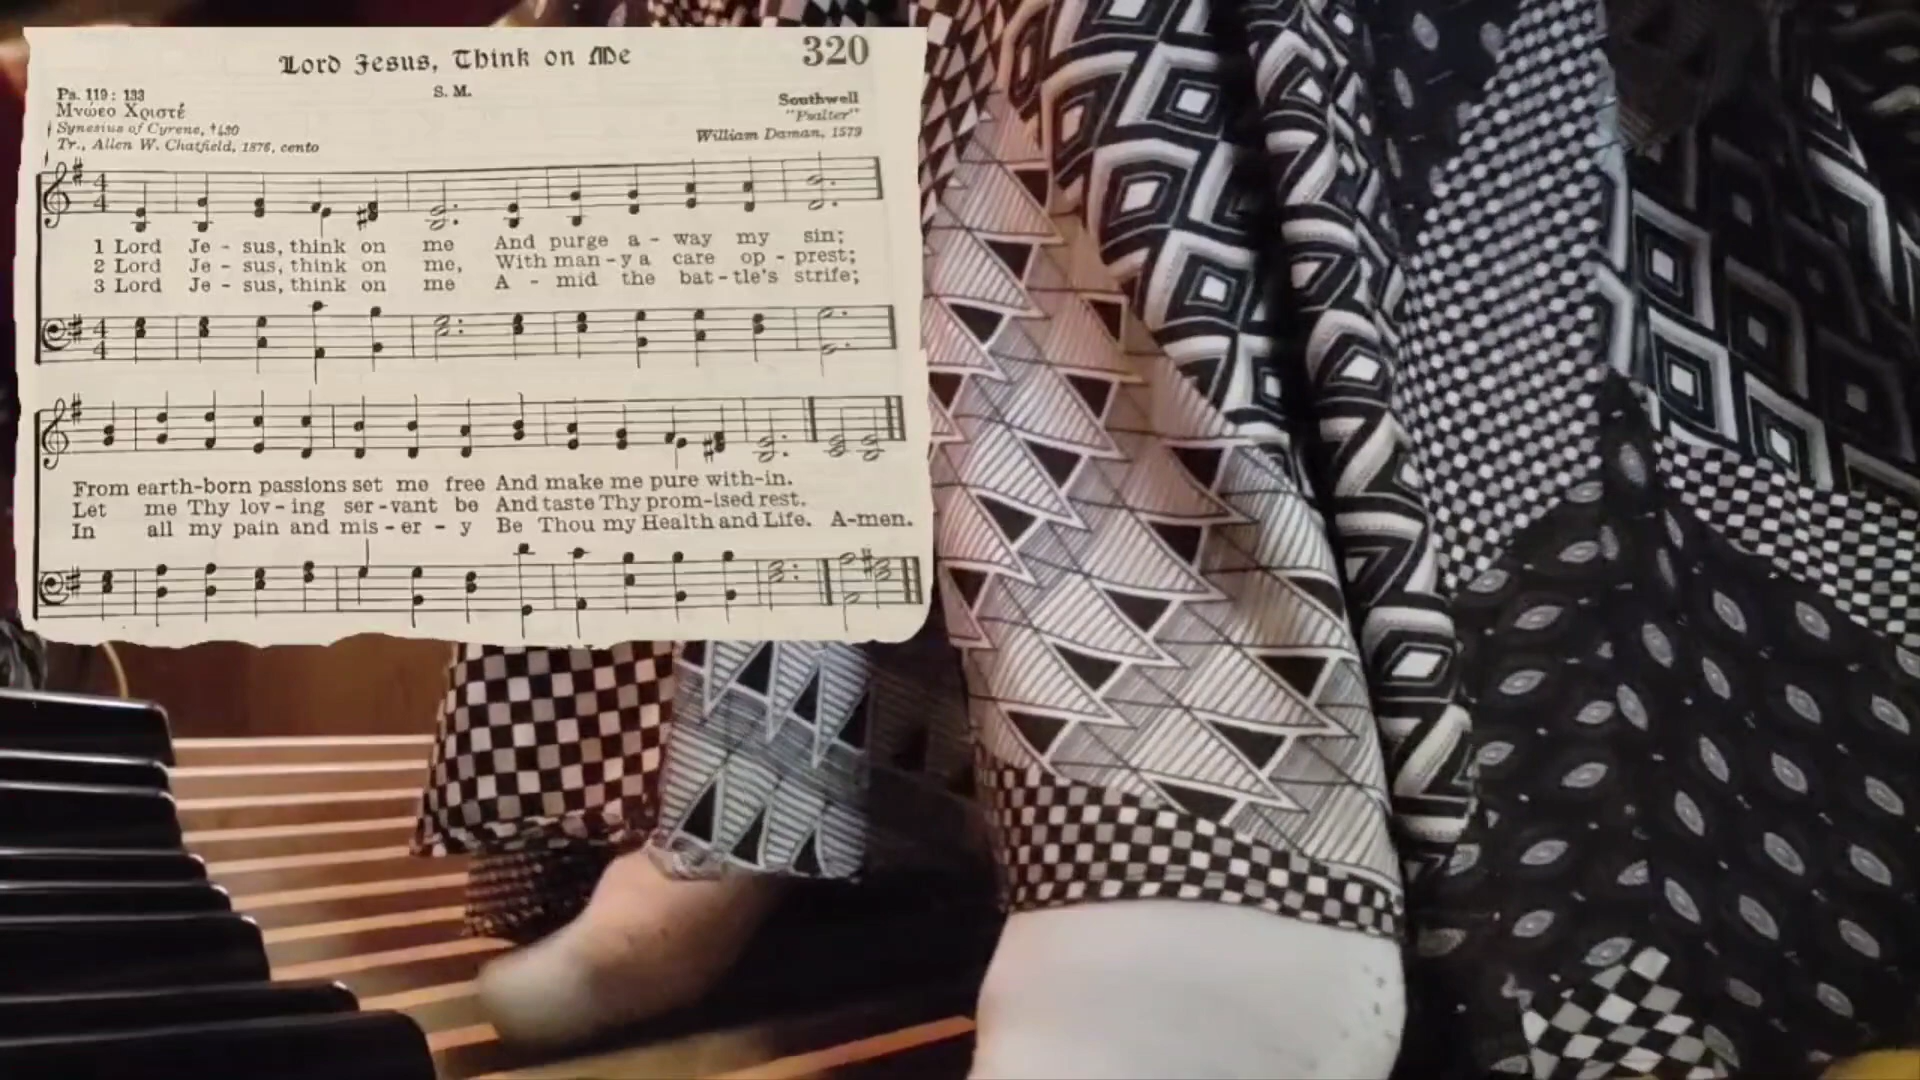 Lord Jesus, Think on Me 320
Ps. 119: 133 S. M. Southwell
Μνώεο Χριστέ "Psalter"
Synesius of Cyrene, †430 William Daman, 1579
Tr., Allen W. Chatfield, 1876, cento
1 Lord Je - sus, think on me And purge a - way my sin;
2 Lord Je - sus, think on me, With man - y a care op - prest;
3 Lord Je - sus, think on me A - mid the bat - tle's strife;
From earth-born passions set me free And make me pure with-in.
Let me Thy lov - ing ser - vant be And taste Thy prom-ised rest.
In all my pain and mis - er - y Be Thou my Health and Life. A-men.